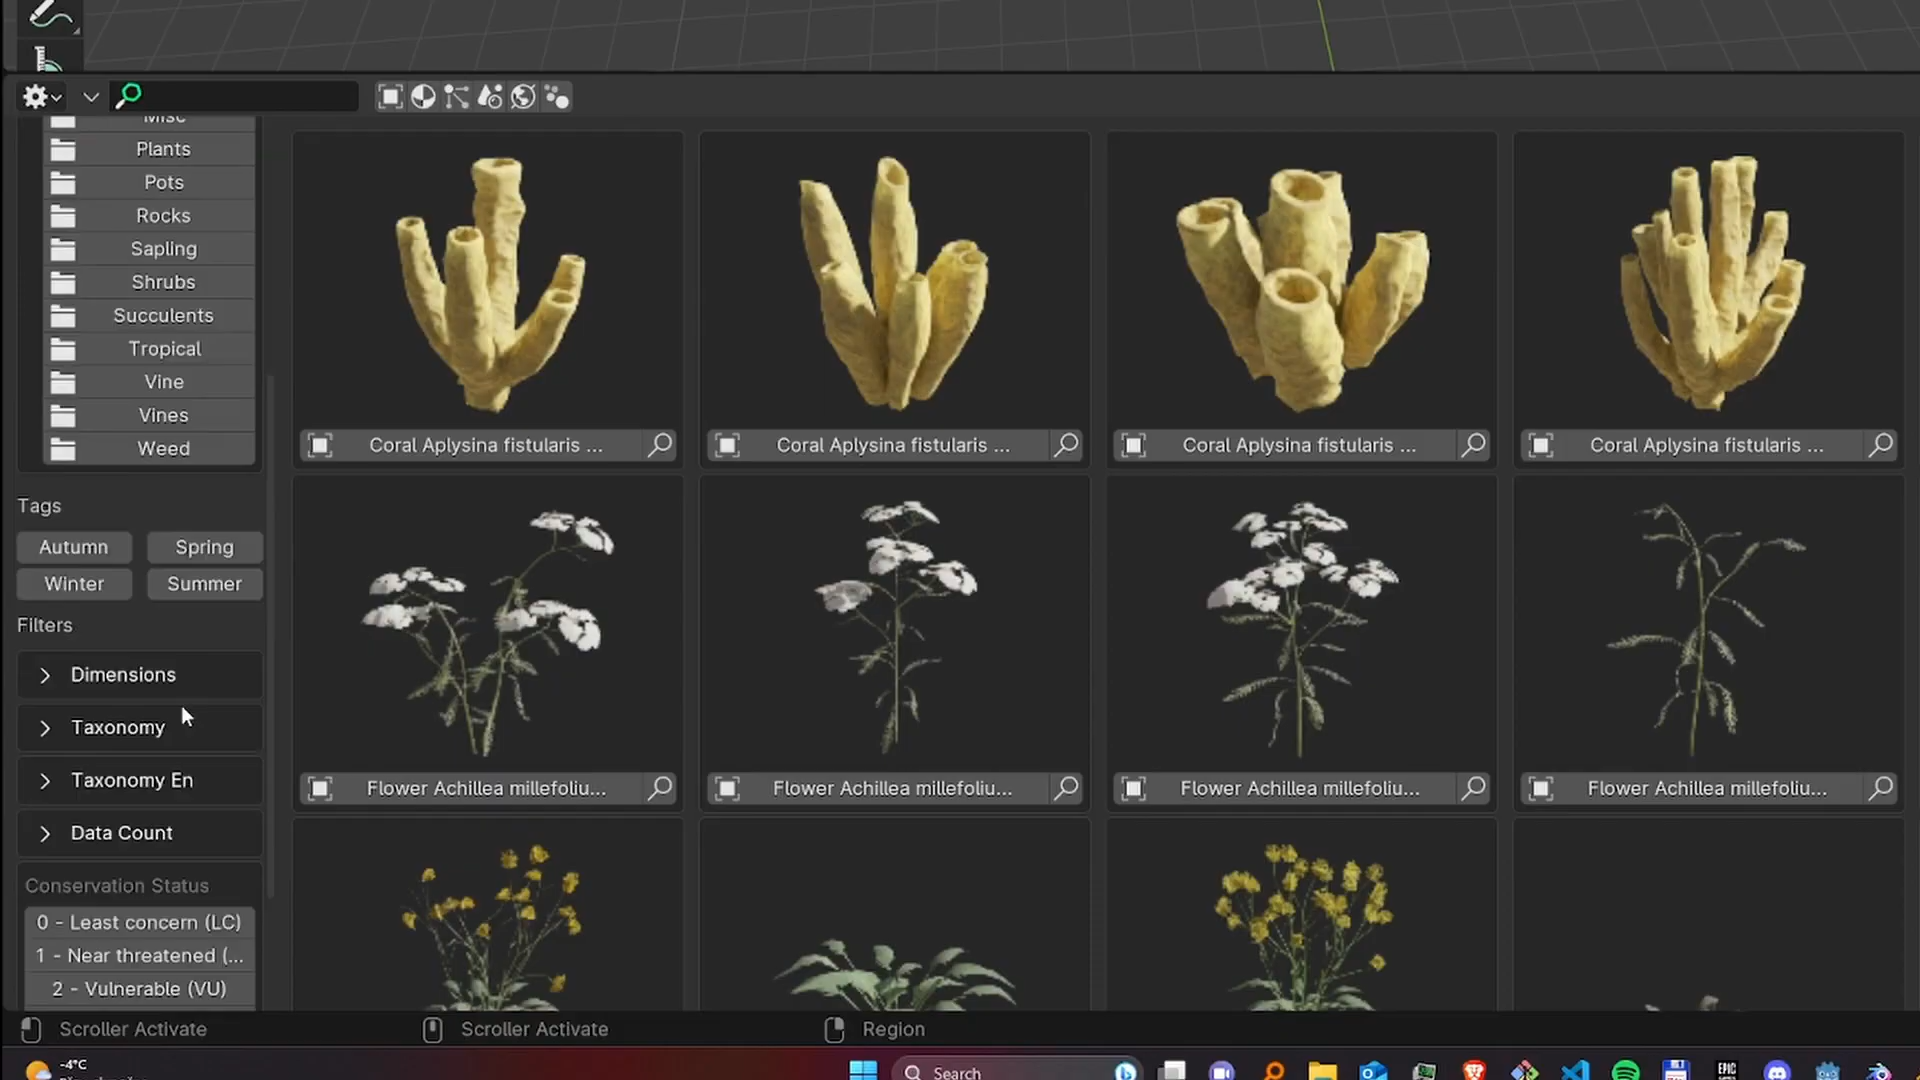 Misc
Plants
Pots
Rocks
Sapling
Shrubs
Succulents
Tropical
Vine
Vines
Weed
Tags
Autumn
Spring
Winter
Summer
Filters
Dimensions
Taxonomy
Taxonomy En
Data Count
Conservation Status
0 - Least concern (LC)
1 - Near threatened (...
2 - Vulnerable (VU)
Coral Aplysina fistularis ...
Coral Aplysina fistularis ...
Coral Aplysina fistularis ...
Coral Aplysina fistularis ...
Flower Achillea millefoliu...
Flower Achillea millefoliu...
Flower Achillea millefoliu...
Flower Achillea millefoliu...
Scroller Activate
Scroller Activate
Region
-4°C
Search
EPIC